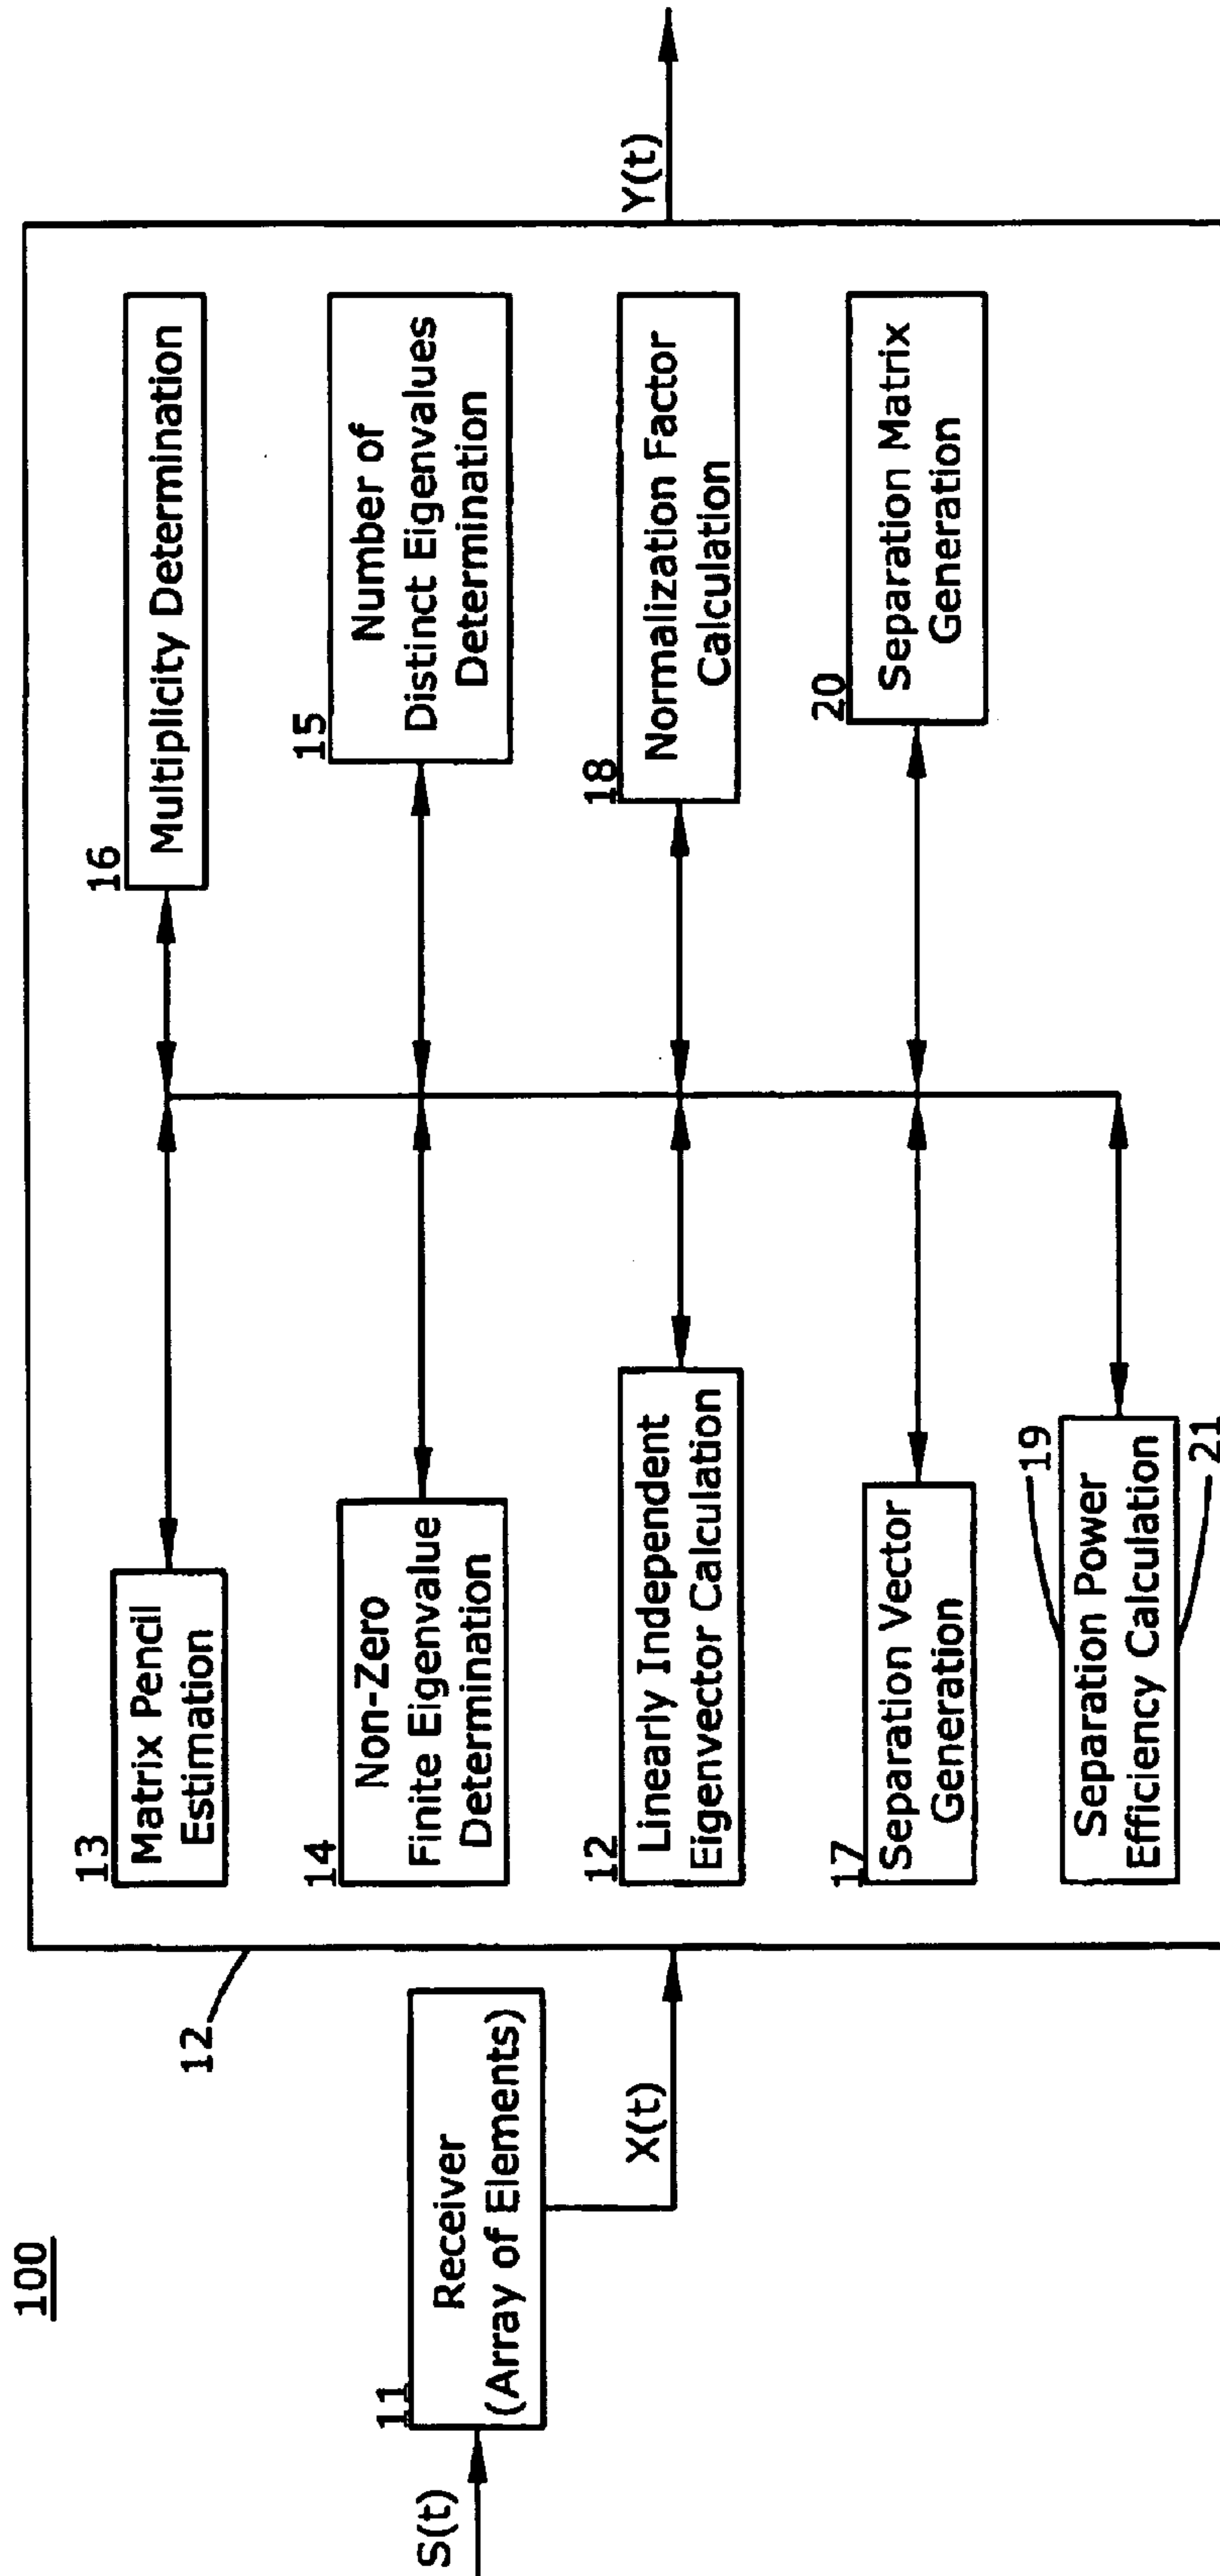 100
S(t)
11
Receiver
(Array of Elements)
X(t)
12
13
Matrix Pencil
Estimation
14
Non-Zero
Finite Eigenvalue
Determination
12
Linearly Independent
Eigenvector Calculation
17
Separation Vector
Generation
19
Separation Power
Efficiency Calculation
21
16
Multiplicity Determination
15
Number of
Distinct Eigenvalues
Determination
18
Normalization Factor
Calculation
20
Separation Matrix
Generation
Y(t)